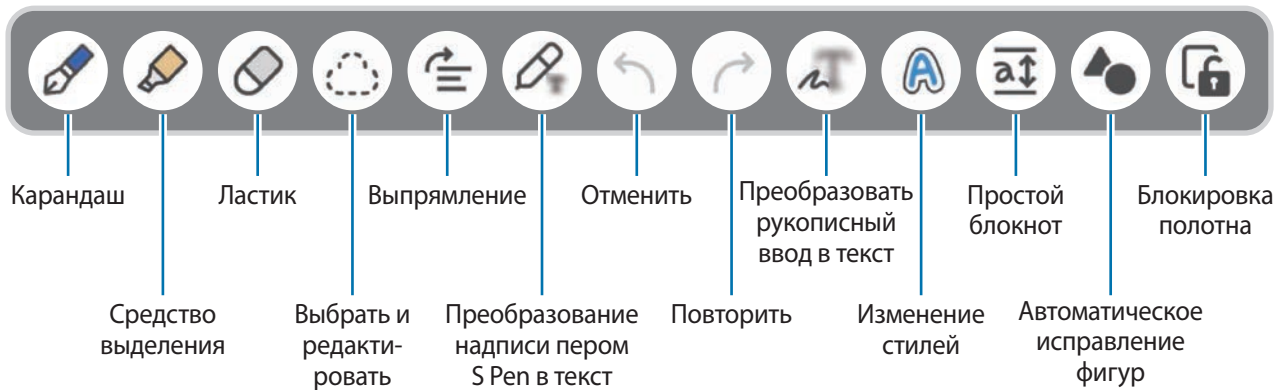 Карандаш
Ластик
Выпрямление
Отменить
Преобразовать
рукописный
ввод в текст
Простой
блокнот
Блокировка
полотна
Средство
выделения
Выбрать и
редакти-
ровать
Преобразование
надписи пером
S Pen в текст
Повторить
Изменение
стилей
Автоматическое
исправление
фигур